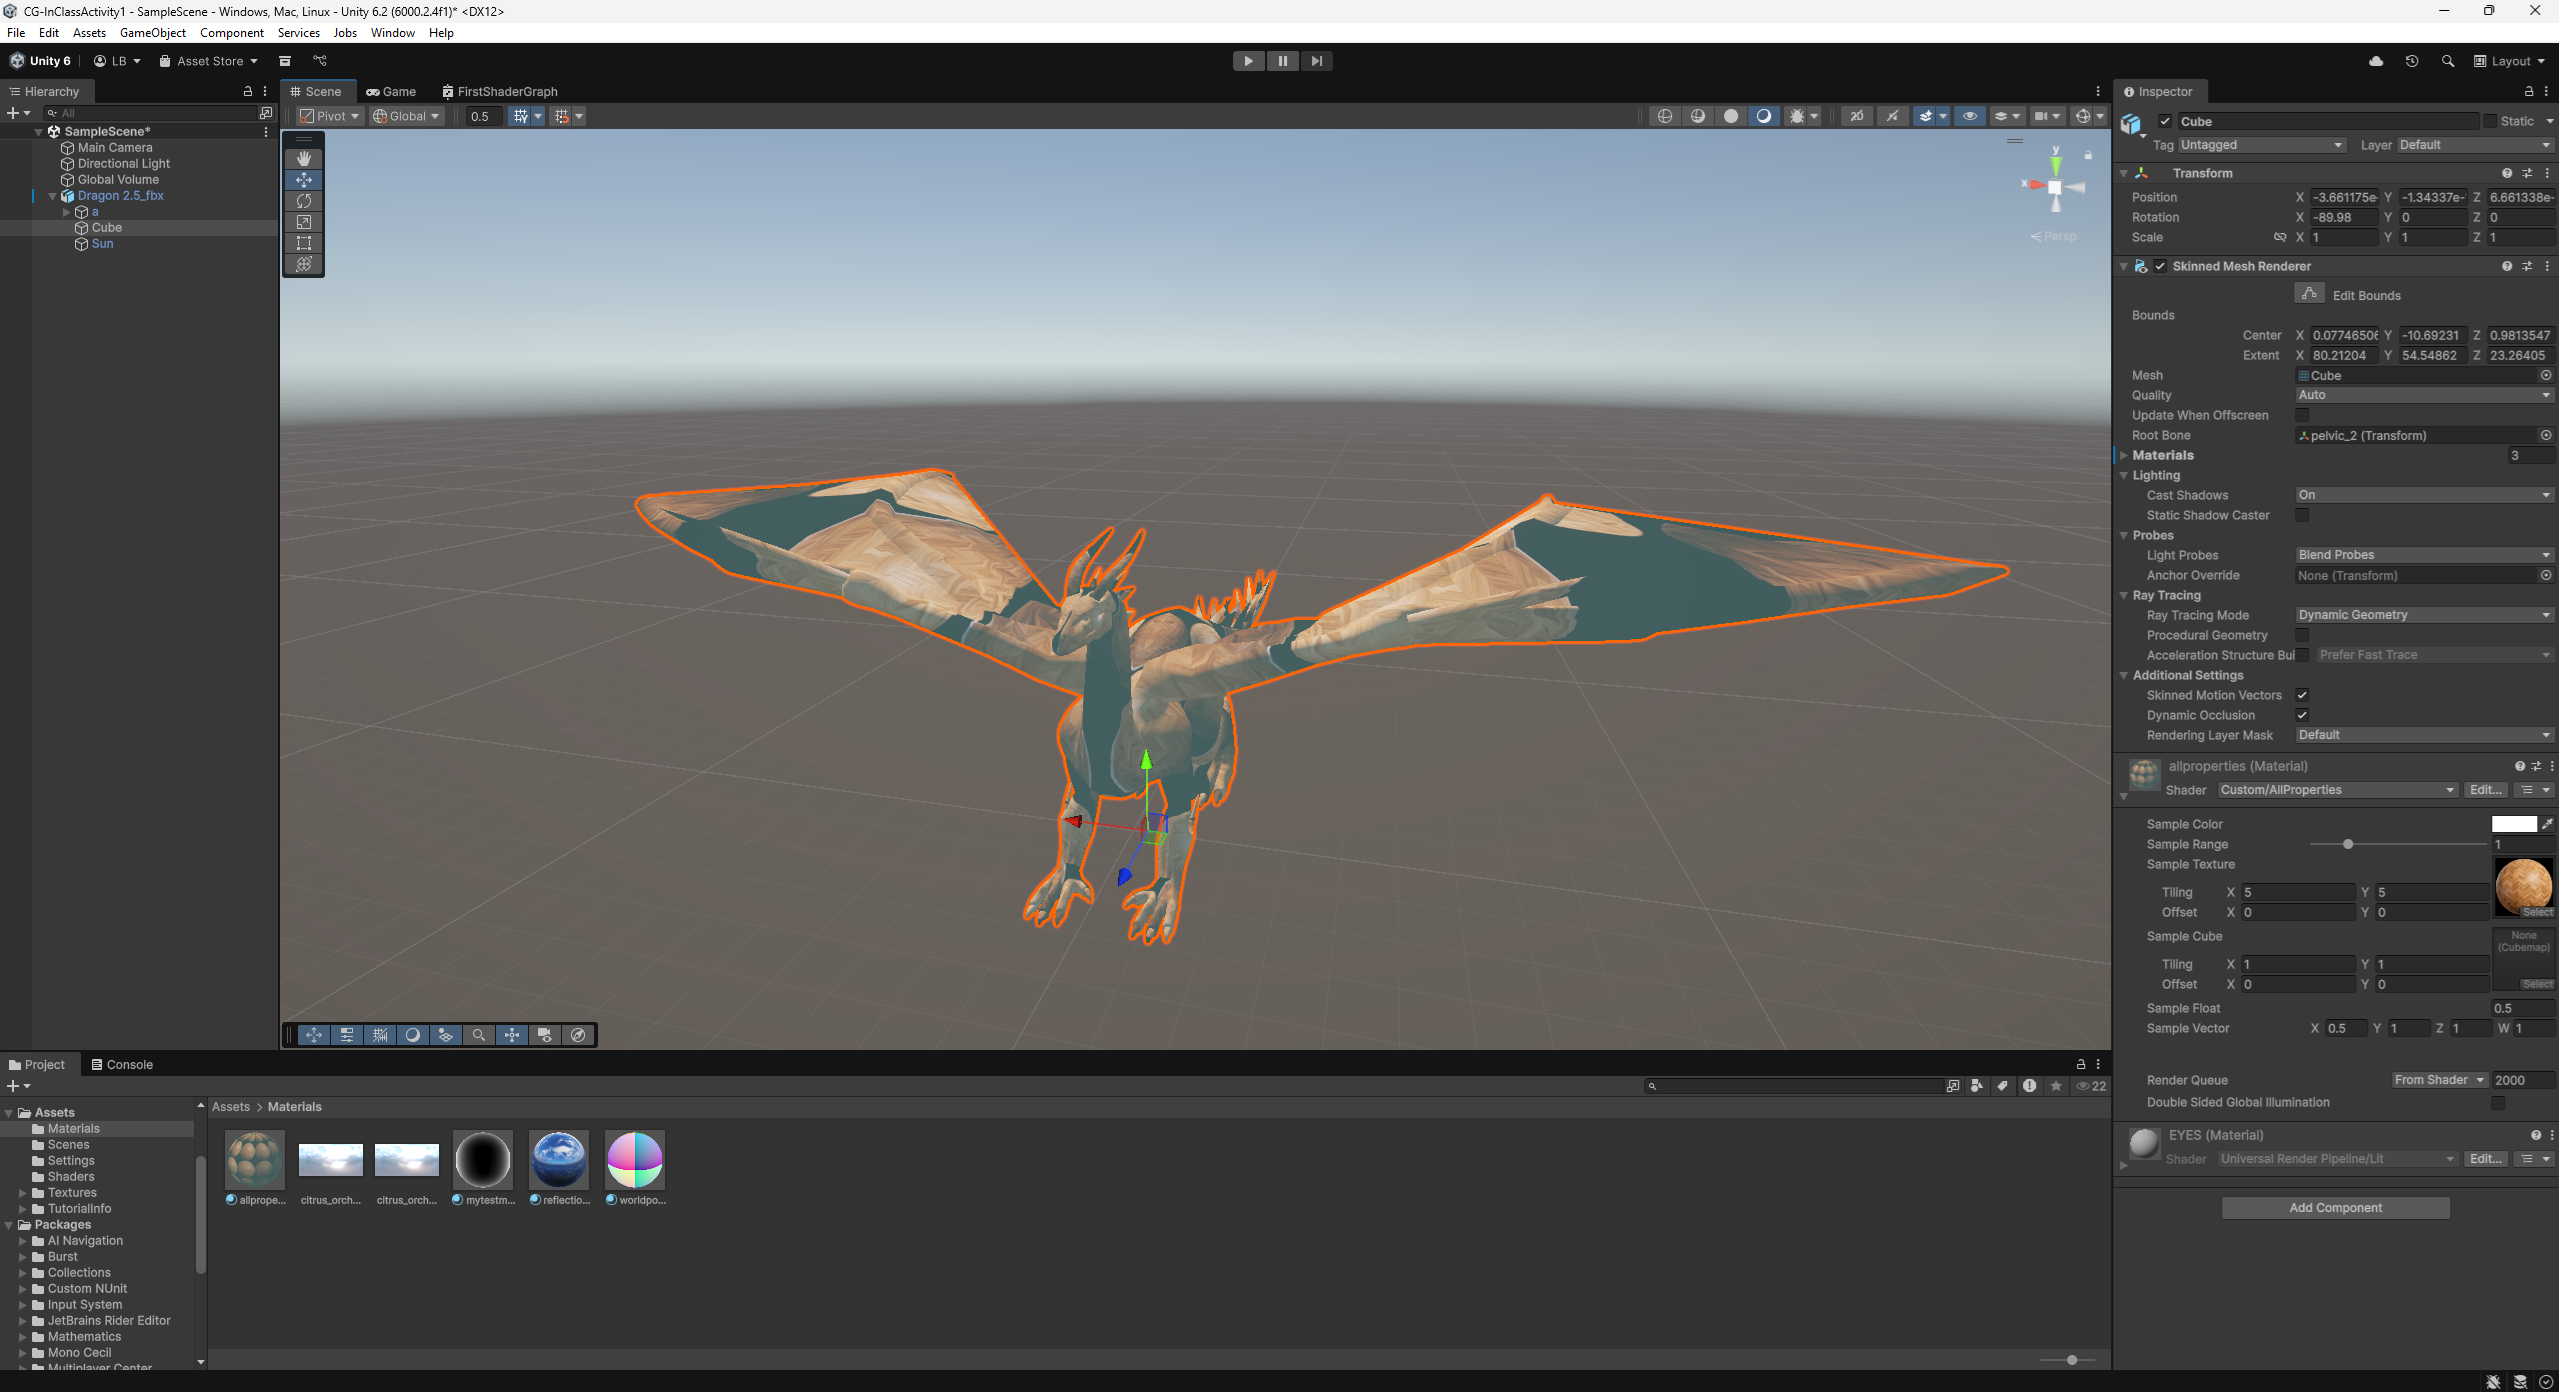 CG-InClassActivity1 - SampleScene - Windows, Mac, Linux - Unity 6.2 (6000.2.4f1)* <DX12>
File Edit Assets GameObject Component Services Jobs Window Help
Unity 6 LB Asset Store Layout
Hierarchy
All
SampleScene*
Main Camera
Directional Light
Global Volume
Dragon 2.5_fbx
a
Cube
Sun
Scene Game FirstShaderGraph
Pivot Global 0.5 2D
y
x
Persp
Inspector
Cube Static
Tag Untagged Layer Default
Transform
Position X -3.661175e- Y -1.34337e- Z 6.661338e-
Rotation X -89.98 Y 0 Z 0
Scale X 1 Y 1 Z 1
Skinned Mesh Renderer
Edit Bounds
Bounds
Center X 0.07746506 Y -10.69231 Z 0.9813547
Extent X 80.21204 Y 54.54862 Z 23.26405
Mesh Cube
Quality Auto
Update When Offscreen
Root Bone pelvic_2 (Transform)
Materials 3
Lighting
Cast Shadows On
Static Shadow Caster
Probes
Light Probes Blend Probes
Anchor Override None (Transform)
Ray Tracing
Ray Tracing Mode Dynamic Geometry
Procedural Geometry
Acceleration Structure Bui Prefer Fast Trace
Additional Settings
Skinned Motion Vectors
Dynamic Occlusion
Rendering Layer Mask Default
allproperties (Material)
Shader Custom/AllProperties Edit...
Sample Color
Sample Range 1
Sample Texture
Tiling X 5 Y 5
Offset X 0 Y 0 Select
Sample Cube None (Cubemap)
Tiling X 1 Y 1
Offset X 0 Y 0 Select
Sample Float 0.5
Sample Vector X 0.5 Y 1 Z 1 W 1
Render Queue From Shader 2000
Double Sided Global Illumination
EYES (Material)
Shader Universal Render Pipeline/Lit Edit...
Add Component
Project Console
22
Assets
Materials
Scenes
Settings
Shaders
Textures
TutorialInfo
Packages
AI Navigation
Burst
Collections
Custom NUnit
Input System
JetBrains Rider Editor
Mathematics
Mono Cecil
Multiplayer Center
Assets > Materials
allprope... citrus_orch... citrus_orch... mytestm... reflectio... worldpo...